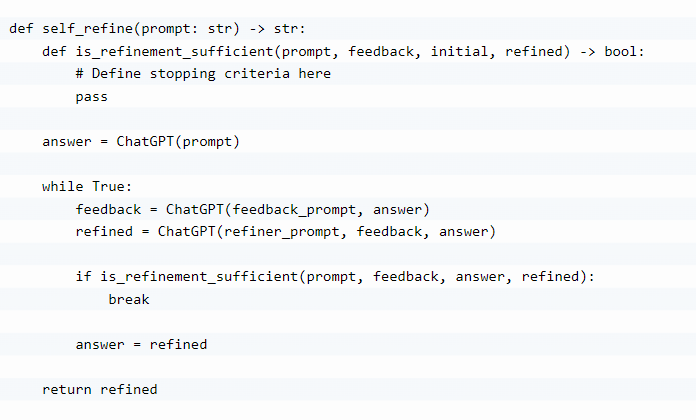 def self_refine(prompt: str) -> str:
    def is_refinement_sufficient(prompt, feedback, initial, refined) -> bool:
        # Define stopping criteria here
        pass
    answer = ChatGPT(prompt)
    while True:
        feedback = ChatGPT(feedback_prompt, answer)
        refined = ChatGPT(refiner_prompt, feedback, answer)
        if is_refinement_sufficient(prompt, feedback, answer, refined):
            break
        answer = refined
    return refined